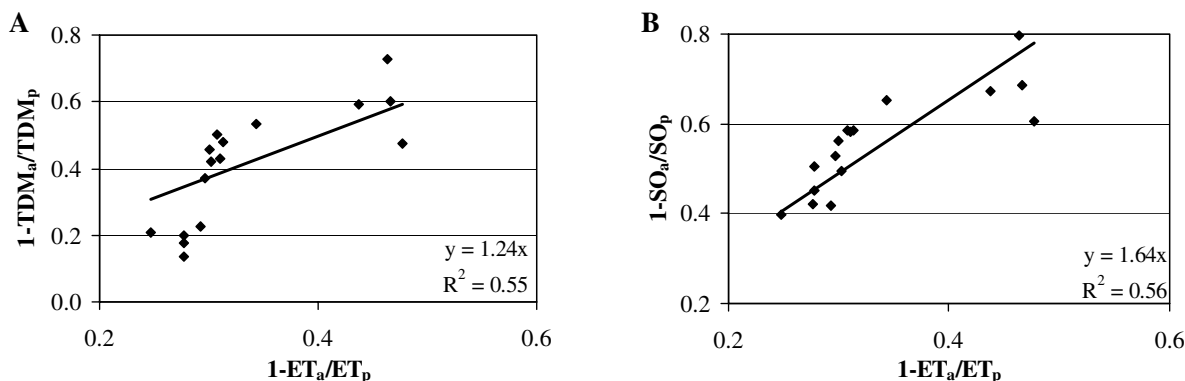 A
0.8
0.6
0.4
0.2
0.0
1-TDMₐ/TDMₚ
y = 1.24x
R² = 0.55
0.2 0.4 0.6
1-ETₐ/ETₚ
B
0.8
0.6
0.4
0.2
1-SOₐ/SOₚ
y = 1.64x
R² = 0.56
0.2 0.4 0.6
1-ETₐ/ETₚ